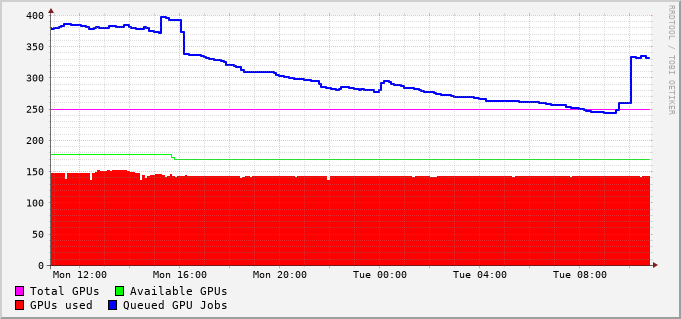 400
350
300
250
200
150
100
50
0
Mon 12:00 Mon 16:00 Mon 20:00 Tue 00:00 Tue 04:00 Tue 08:00
Total GPUs Available GPUs
GPUs used Queued GPU Jobs
RRDTOOL / TOBI OETIKER